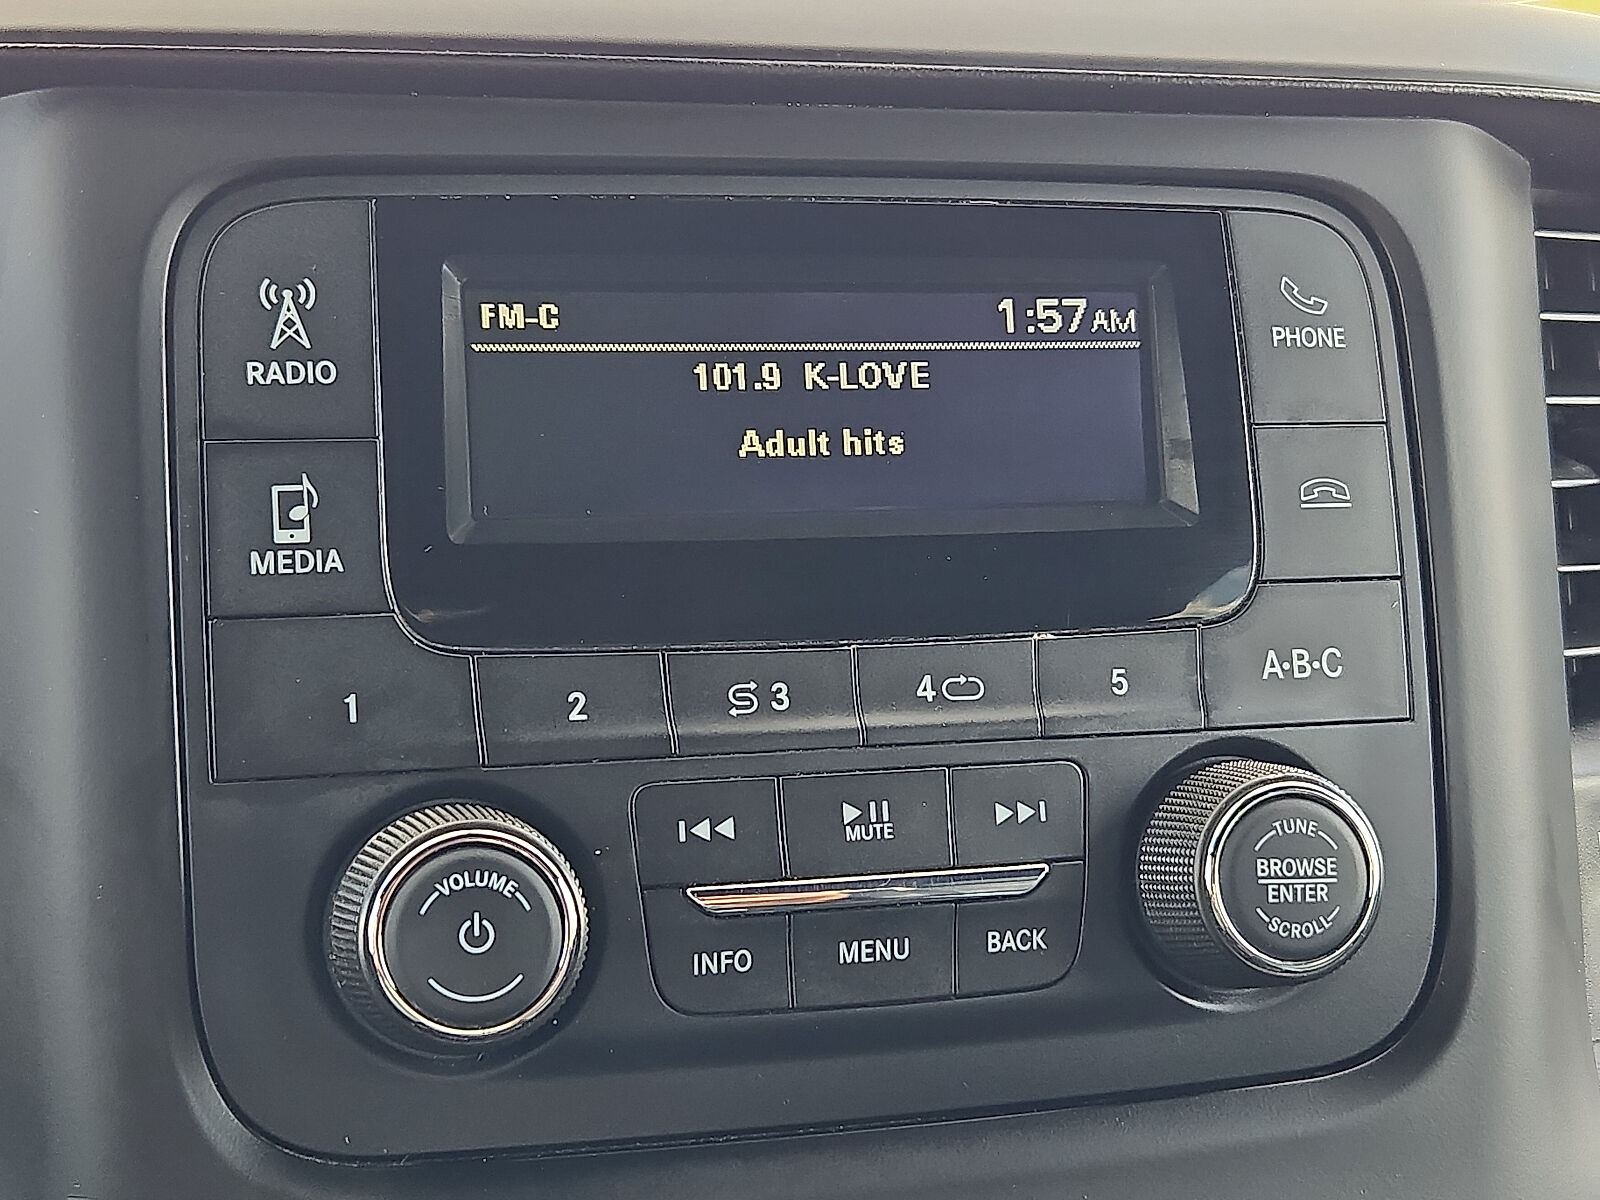 FM-C 1:57AM
101.9 K-LOVE
Adult hits
RADIO
PHONE
MEDIA
1 2 3 4 5 A·B·C
MUTE
VOLUME
INFO MENU BACK
TUNE
BROWSE
ENTER
SCROLL